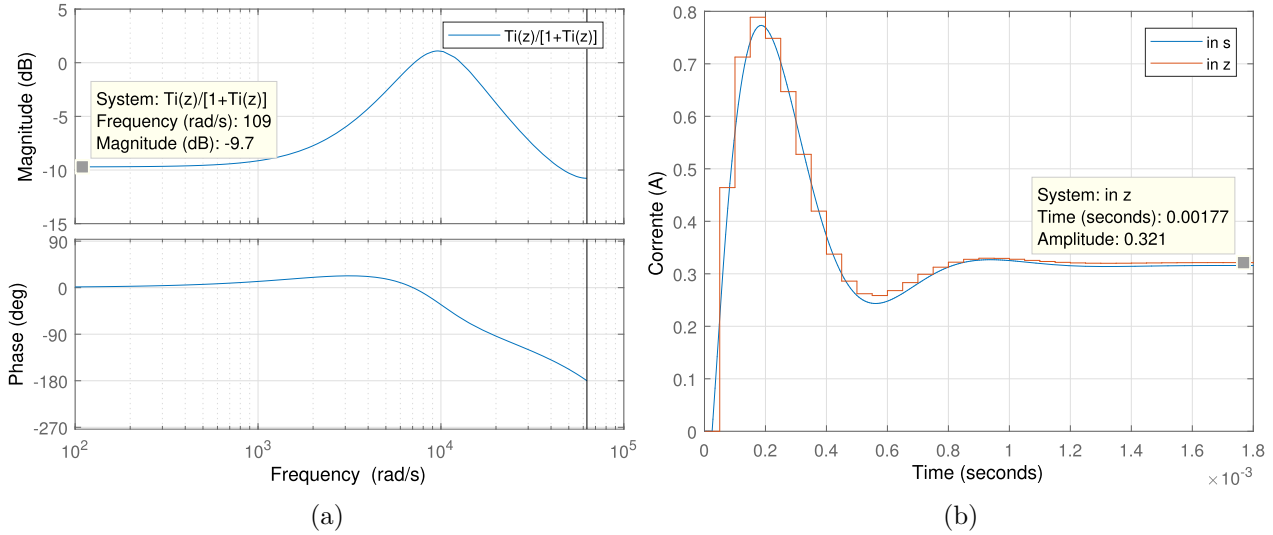 5
0
-5
-10
-15
Magnitude (dB)
Ti(z)/[1+Ti(z)]
System: Ti(z)/[1+Ti(z)]
Frequency (rad/s): 109
Magnitude (dB): -9.7
90
0
-90
-180
-270
Phase (deg)
10^2
10^3
10^4
10^5
Frequency (rad/s)
(a)
0.8
0.7
0.6
0.5
0.4
0.3
0.2
0.1
0
Corrente (A)
in s
in z
System: in z
Time (seconds): 0.00177
Amplitude: 0.321
0 0.2 0.4 0.6 0.8 1 1.2 1.4 1.6 1.8
×10^-3
Time (seconds)
(b)